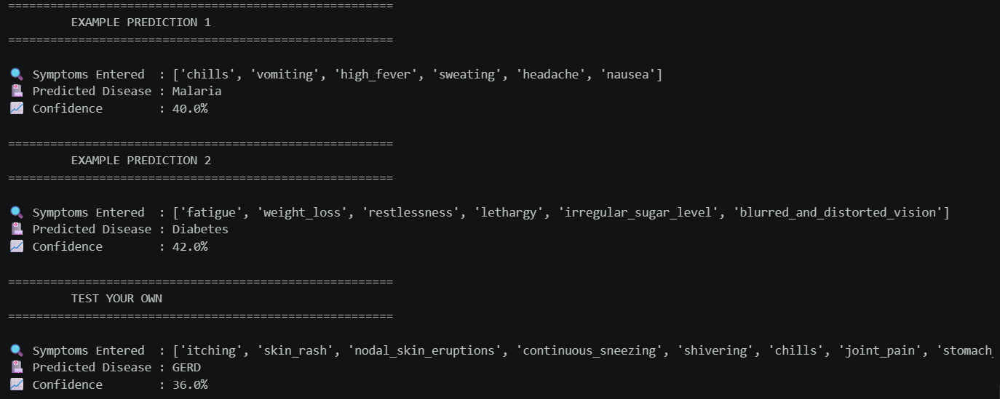 =======================================================
EXAMPLE PREDICTION 1
=======================================================
🔍 Symptoms Entered : ['chills', 'vomiting', 'high_fever', 'sweating', 'headache', 'nausea']
🏥 Predicted Disease : Malaria
📈 Confidence : 40.0%
=======================================================
EXAMPLE PREDICTION 2
=======================================================
🔍 Symptoms Entered : ['fatigue', 'weight_loss', 'restlessness', 'lethargy', 'irregular_sugar_level', 'blurred_and_distorted_vision']
🏥 Predicted Disease : Diabetes
📈 Confidence : 42.0%
=======================================================
TEST YOUR OWN
=======================================================
🔍 Symptoms Entered : ['itching', 'skin_rash', 'nodal_skin_eruptions', 'continuous_sneezing', 'shivering', 'chills', 'joint_pain', 'stomach_
🏥 Predicted Disease : GERD
📈 Confidence : 36.0%